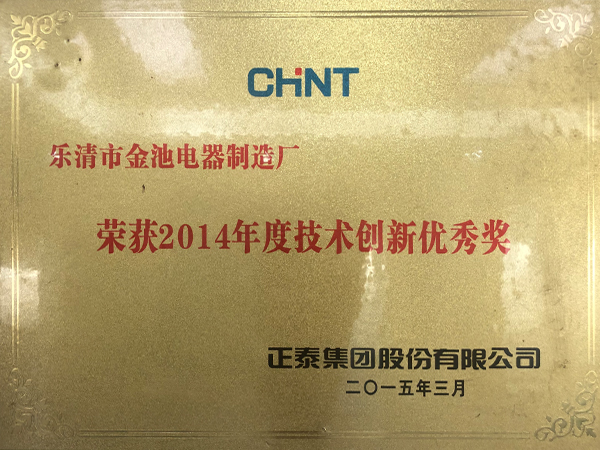 CHINT
乐清市金池电器制造厂
荣获2014年度技术创新优秀奖
正泰集团股份有限公司
二〇一五年三月